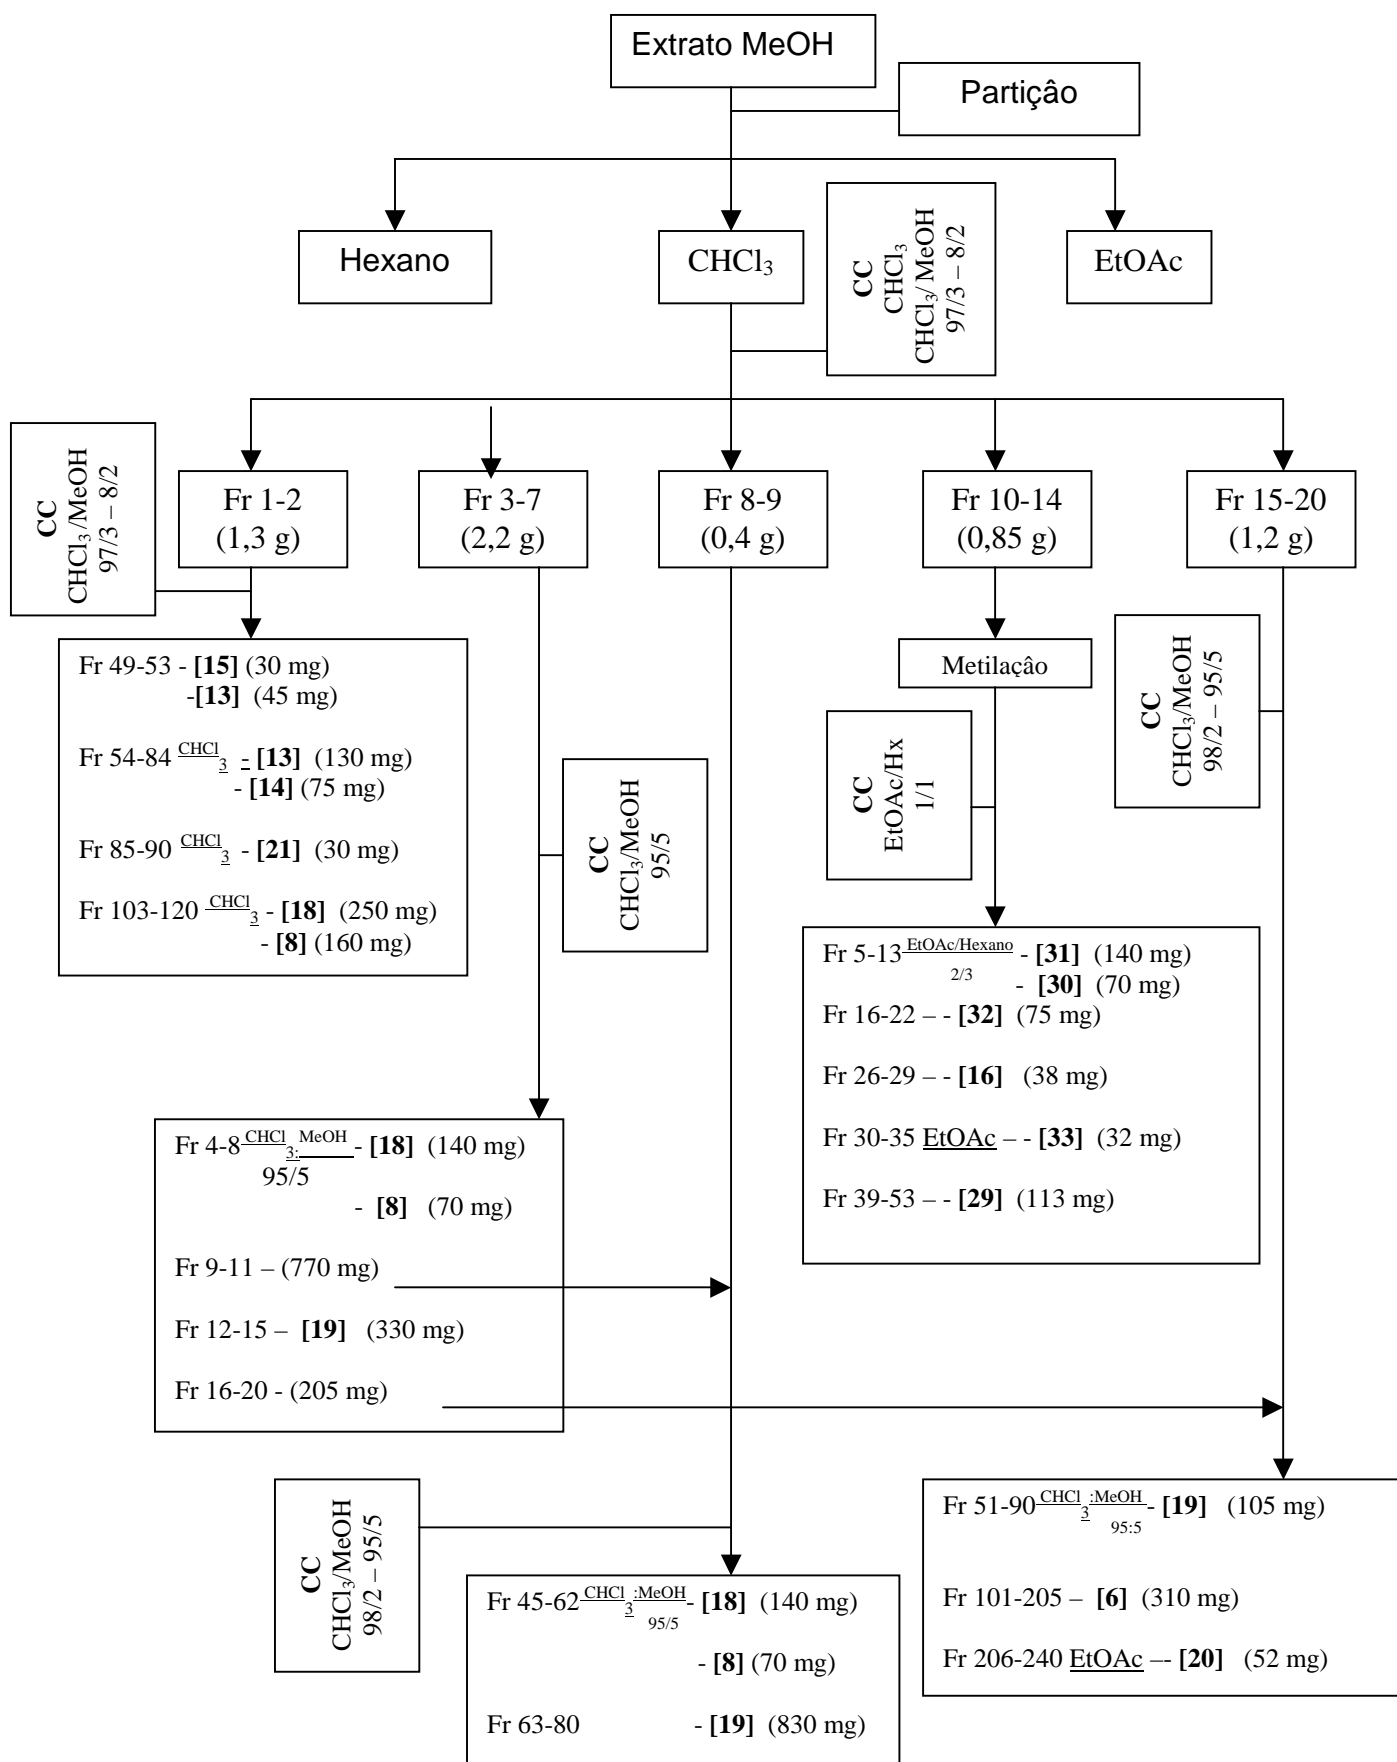 Extrato MeOH
Partiçâo
Hexano
CHCl₃
CC
CHCl₃
CHCl₃/ MeOH
97/3 – 8/2
EtOAc
CC
CHCl₃/MeOH
97/3 – 8/2
Fr 1-2
(1,3 g)
Fr 3-7
(2,2 g)
Fr 8-9
(0,4 g)
Fr 10-14
(0,85 g)
Fr 15-20
(1,2 g)
Fr 49-53 - [15] (30 mg)
-[13] (45 mg)
Fr 54-84 CHCl₃ - [13] (130 mg)
- [14] (75 mg)
Fr 85-90 CHCl₃ - [21] (30 mg)
Fr 103-120 CHCl₃ - [18] (250 mg)
- [8] (160 mg)
CC
CHCl₃/MeOH
95/5
Metilaçâo
CC
EtOAc/Hx
1/1
CC
CHCl₃/MeOH
98/2 – 95/5
Fr 5-13 EtOAc/Hexano - [31] (140 mg)
2/3
- [30] (70 mg)
Fr 16-22 – - [32] (75 mg)
Fr 26-29 – - [16] (38 mg)
Fr 30-35 EtOAc – - [33] (32 mg)
Fr 39-53 – - [29] (113 mg)
Fr 4-8 CHCl₃:MeOH - [18] (140 mg)
95/5
- [8] (70 mg)
Fr 9-11 – (770 mg)
Fr 12-15 – [19] (330 mg)
Fr 16-20 - (205 mg)
CC
CHCl₃/MeOH
98/2 – 95/5
Fr 45-62 CHCl₃:MeOH - [18] (140 mg)
95/5
- [8] (70 mg)
Fr 63-80 - [19] (830 mg)
Fr 51-90 CHCl₃:MeOH - [19] (105 mg)
95:5
Fr 101-205 – [6] (310 mg)
Fr 206-240 EtOAc –- [20] (52 mg)